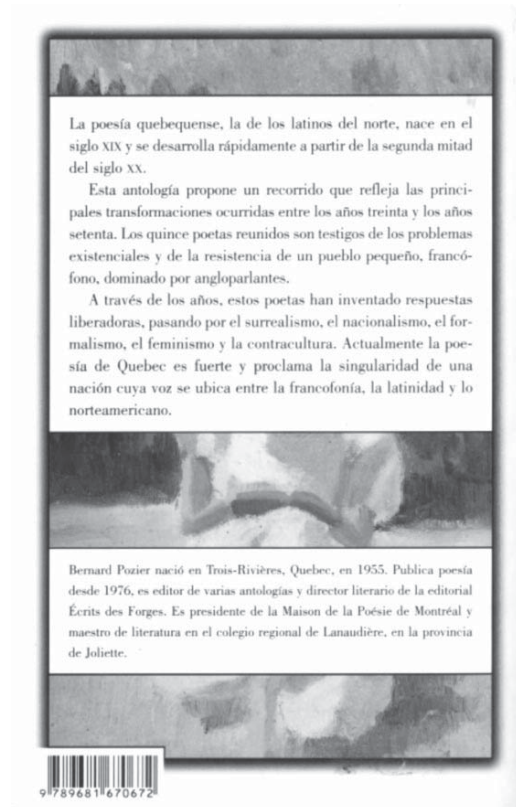 La poesía quebequense, la de los latinos del norte, nace en el
siglo XIX y se desarrolla rápidamente a partir de la segunda mitad
del siglo XX.
Esta antología propone un recorrido que refleja las princi-
pales transformaciones ocurridas entre los años treinta y los años
setenta. Los quince poetas reunidos son testigos de los problemas
existenciales y de la resistencia de un pueblo pequeño, francó-
fono, dominado por angloparlantes.
A través de los años, estos poetas han inventado respuestas
liberadoras, pasando por el surrealismo, el nacionalismo, el for-
malismo, el feminismo y la contracultura. Actualmente la poe-
sía de Quebec es fuerte y proclama la singularidad de una
nación cuya voz se ubica entre la francofonía, la latinidad y lo
norteamericano.
Bernard Pozier nació en Trois-Rivières, Quebec, en 1955. Publica poesía
desde 1976, es editor de varias antologías y director literario de la editorial
Écrits des Forges. Es presidente de la Maison de la Poésie de Montréal y
maestro de literatura en el colegio regional de Lanaudière, en la provincia
de Joliette.
9 789681 670672